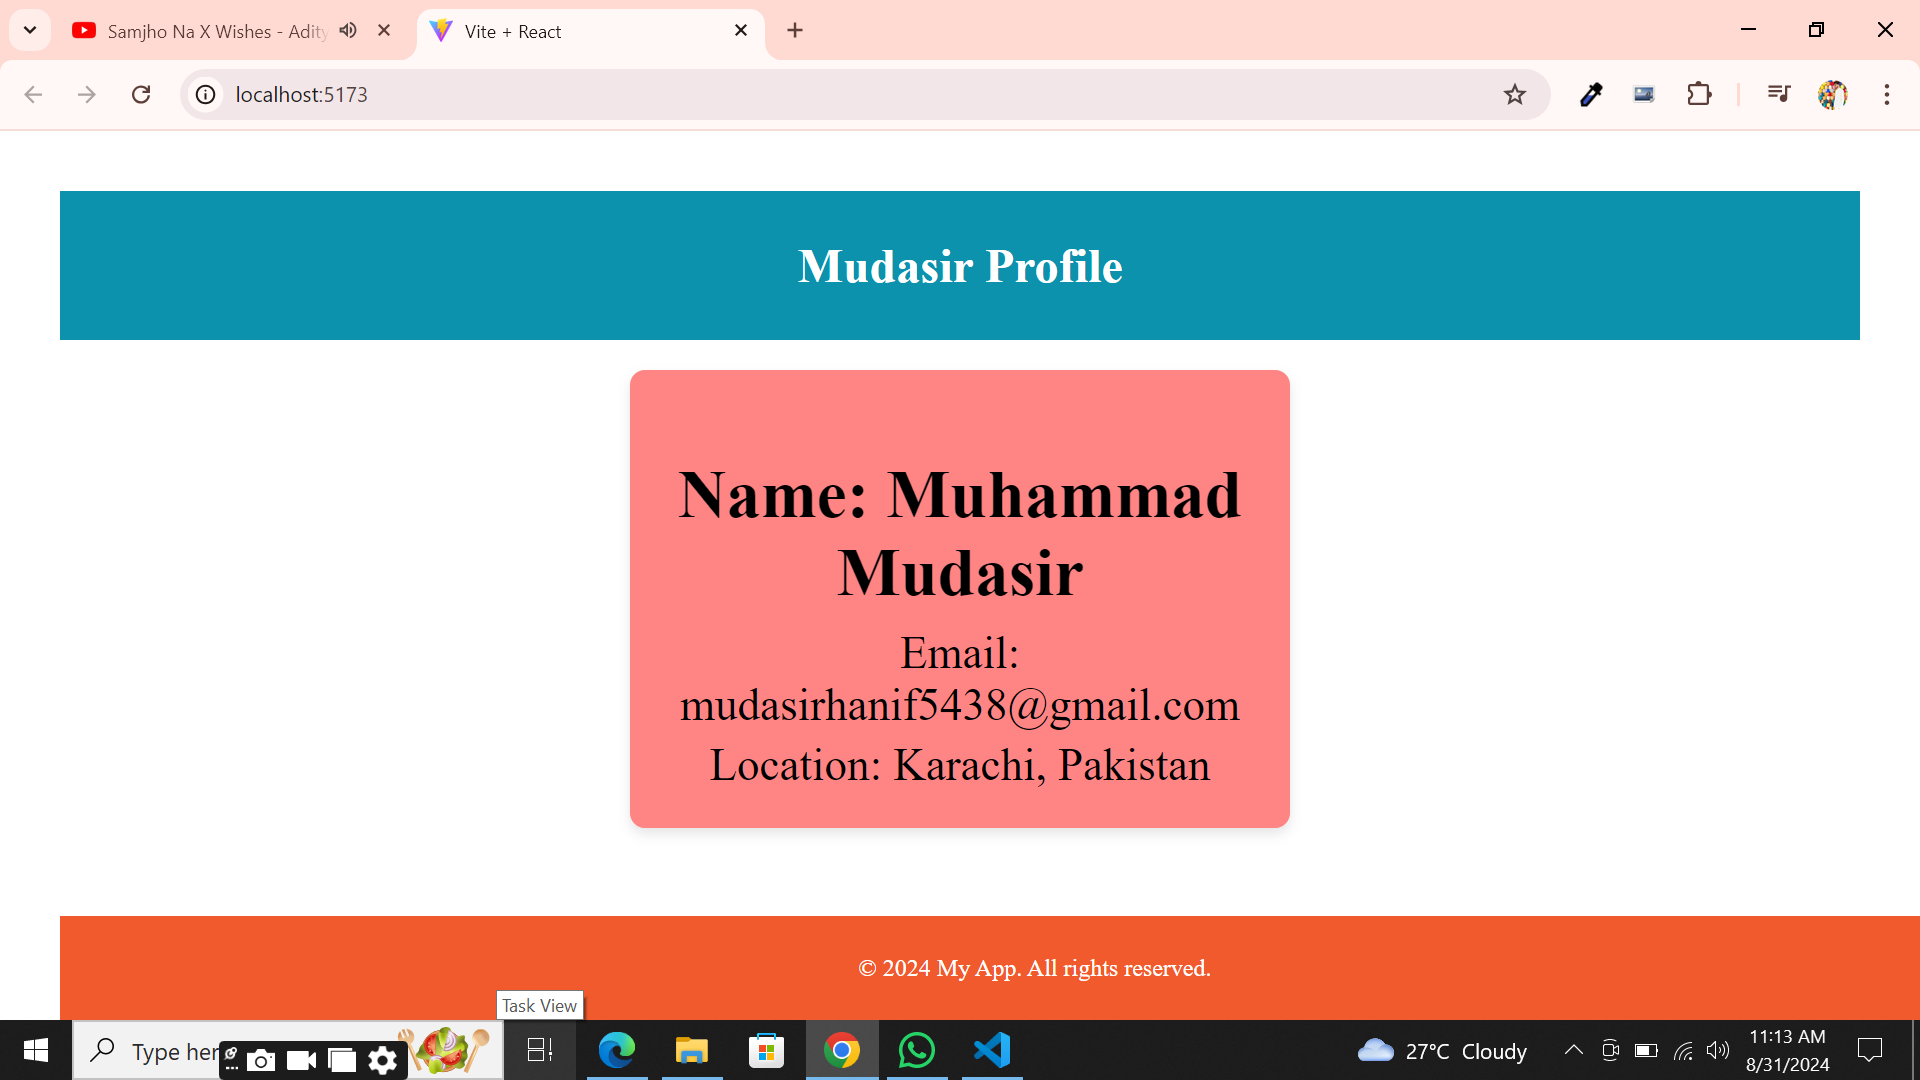 Samjho Na X Wishes - Adity
Vite + React
localhost:5173
Mudasir Profile
Name: Muhammad
Mudasir
Email:
mudasirhanif5438@gmail.com
Location: Karachi, Pakistan
© 2024 My App. All rights reserved.
Task View
Type her
27°C Cloudy
11:13 AM
8/31/2024